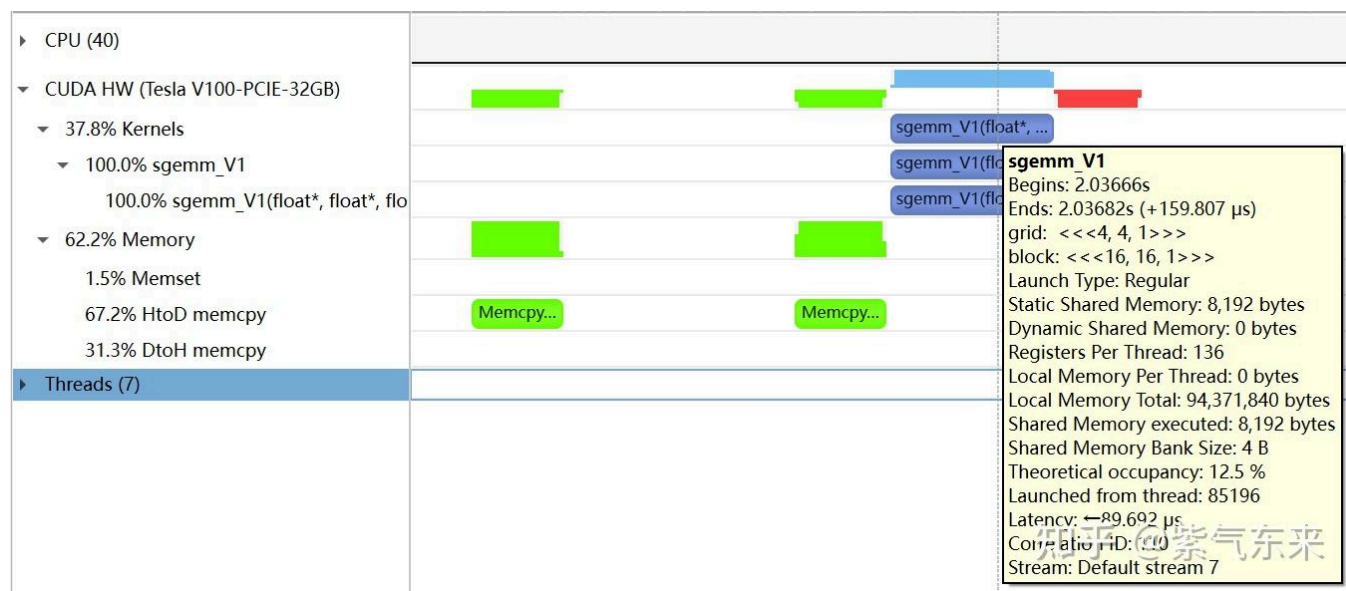 CPU (40)
CUDA HW (Tesla V100-PCIE-32GB)
37.8% Kernels
sgemm_V1(float*, ...
100.0% sgemm_V1
sgemm_V1(flo
100.0% sgemm_V1(float*, float*, flo
sgemm_V1(flo
62.2% Memory
1.5% Memset
67.2% HtoD memcpy
Memcpy...
Memcpy...
31.3% DtoH memcpy
Threads (7)
sgemm_V1
Begins: 2.03666s
Ends: 2.03682s (+159.807 μs)
grid: <<<4, 4, 1>>>
block: <<<16, 16, 1>>>
Launch Type: Regular
Static Shared Memory: 8,192 bytes
Dynamic Shared Memory: 0 bytes
Registers Per Thread: 136
Local Memory Per Thread: 0 bytes
Local Memory Total: 94,371,840 bytes
Shared Memory executed: 8,192 bytes
Shared Memory Bank Size: 4 B
Theoretical occupancy: 12.5 %
Launched from thread: 85196
Latency: ←89.692 μs
Correlation ID:
Stream: Default stream 7
知乎 @紫气东来